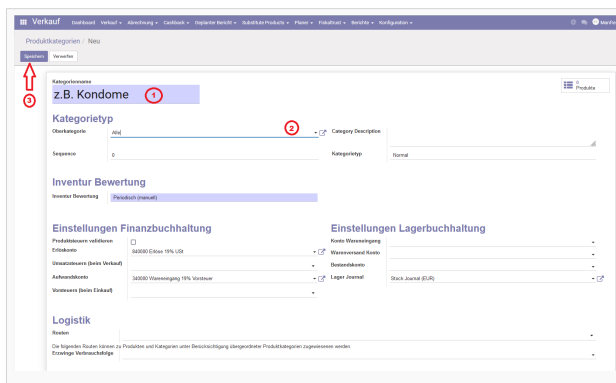 Verkauf Dashboard Verkauf Abrechnung Cashback Geplanter Bericht Substitute Products Planer Fiskaltrust Berichte Konfiguration
Produktkategorien / Neu
Speichern Verwerfen
Kategorienname
z.B. Kondome
1
0
Produkte
3
Kategorietyp
Oberkategorie
Alle
2
Category Description
Sequence
0
Kategorietyp
Normal
Inventur Bewertung
Inventur Bewertung
Periodisch (manuell)
Einstellungen Finanzbuchhaltung
Produktsteuern validieren
Erlöskonto
840000 Erlöse 19% USt
Umsatzsteuern (beim Verkauf)
Aufwandskonto
340000 Wareneingang 19% Vorsteuer
Vorsteuern (beim Einkauf)
Einstellungen Lagerbuchhaltung
Konto Wareneingang
Warenversand Konto
Bestandskonto
Lager Journal
Stock Journal (EUR)
Logistik
Routen
Die folgenden Routen können zu Produkten und Kategorien unter Berücksichtigung übergeordneter Produktkategorien zugewiesenen werden.
Erzwinge Verbrauchsfolge